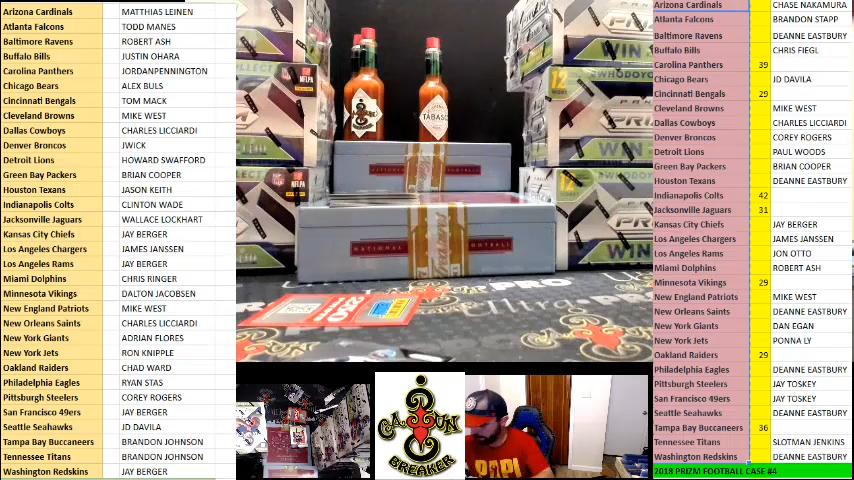 Arizona Cardinals MATTHIAS LEINEN
Atlanta Falcons TODD MANES
Baltimore Ravens ROBERT ASH
Buffalo Bills JUSTIN OHARA
Carolina Panthers JORDANPENNINGTON
Chicago Bears ALEX BULS
Cincinnati Bengals TOM MACK
Cleveland Browns MIKE WEST
Dallas Cowboys CHARLES LICCIARDI
Denver Broncos JWICK
Detroit Lions HOWARD SWAFFORD
Green Bay Packers BRIAN COOPER
Houston Texans JASON KEITH
Indianapolis Colts CLINTON WADE
Jacksonville Jaguars WALLACE LOCKHART
Kansas City Chiefs JAY BERGER
Los Angeles Chargers JAMES JANSSEN
Los Angeles Rams JAY BERGER
Miami Dolphins CHRIS RINGER
Minnesota Vikings DALTON JACOBSEN
New England Patriots MIKE WEST
New Orleans Saints CHARLES LICCIARDI
New York Giants ADRIAN FLORES
New York Jets RON KNIPPLE
Oakland Raiders CHAD WARD
Philadelphia Eagles RYAN STAS
Pittsburgh Steelers COREY ROGERS
San Francisco 49ers JAY BERGER
Seattle Seahawks JD DAVILA
Tampa Bay Buccaneers BRANDON JOHNSON
Tennessee Titans BRANDON JOHNSON
Washington Redskins JAY BERGER
TABASCO
WIN
12
WIN
12
WIN
NATIONAL FOOTBALL
Ultra PRO
CAJUN
BREAKER
PAPI
Arizona Cardinals CHASE NAKAMURA
Atlanta Falcons BRANDON STAPP
Baltimore Ravens DEANNE EASTBURY
Buffalo Bills CHRIS FIEGL
Carolina Panthers 39
Chicago Bears JD DAVILA
Cincinnati Bengals 29
Cleveland Browns MIKE WEST
Dallas Cowboys CHARLES LICCIARDI
Denver Broncos COREY ROGERS
Detroit Lions PAUL WOODS
Green Bay Packers BRIAN COOPER
Houston Texans DEANNE EASTBURY
Indianapolis Colts 42
Jacksonville Jaguars 31
Kansas City Chiefs JAY BERGER
Los Angeles Chargers JAMES JANSSEN
Los Angeles Rams JON OTTO
Miami Dolphins ROBERT ASH
Minnesota Vikings 29
New England Patriots MIKE WEST
New Orleans Saints DEANNE EASTBURY
New York Giants DAN EGAN
New York Jets PONNA LY
Oakland Raiders 29
Philadelphia Eagles DEANNE EASTBURY
Pittsburgh Steelers JAY TOSKEY
San Francisco 49ers JAY TOSKEY
Seattle Seahawks DEANNE EASTBURY
Tampa Bay Buccaneers 36
Tennessee Titans SLOTMAN JENKINS
Washington Redskins DEANNE EASTBURY
2018 PRIZM FOOTBALL CASE #4